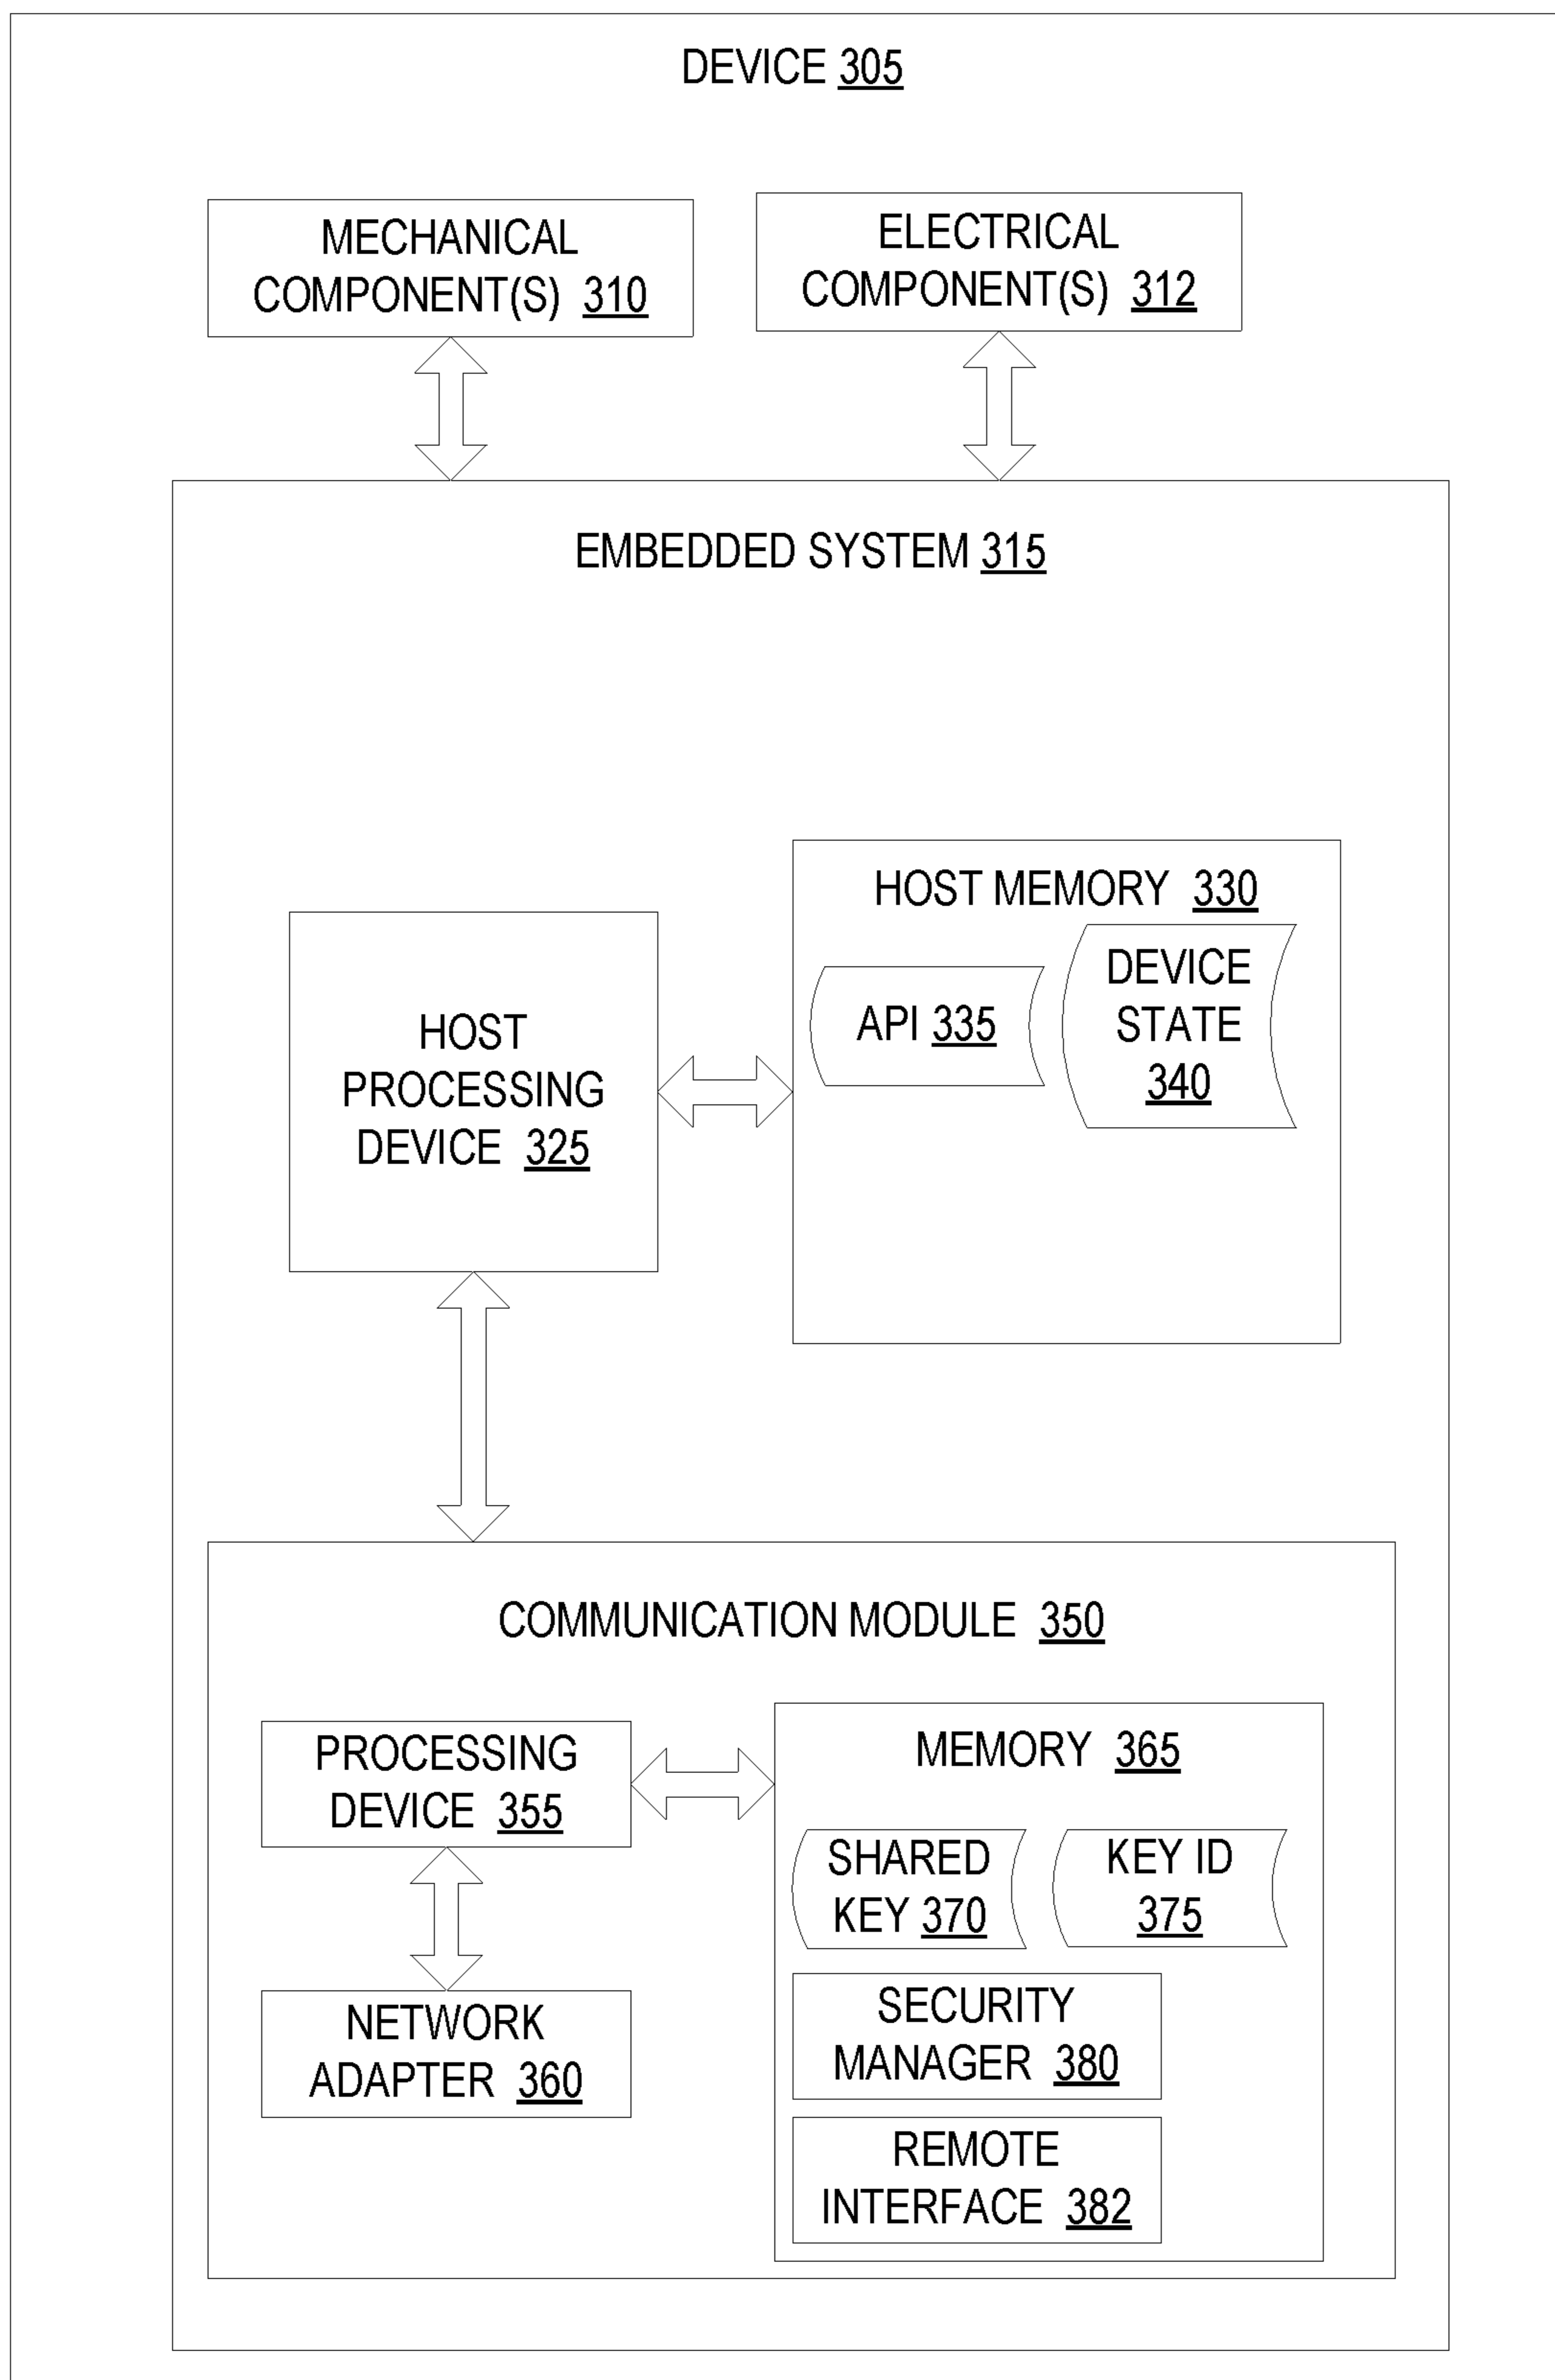 DEVICE 305
MECHANICAL
COMPONENT(S) 310
ELECTRICAL
COMPONENT(S) 312
EMBEDDED SYSTEM 315
HOST
PROCESSING
DEVICE 325
HOST MEMORY 330
API 335
DEVICE
STATE
340
COMMUNICATION MODULE 350
PROCESSING
DEVICE 355
NETWORK
ADAPTER 360
MEMORY 365
SHARED
KEY 370
KEY ID
375
SECURITY
MANAGER 380
REMOTE
INTERFACE 382